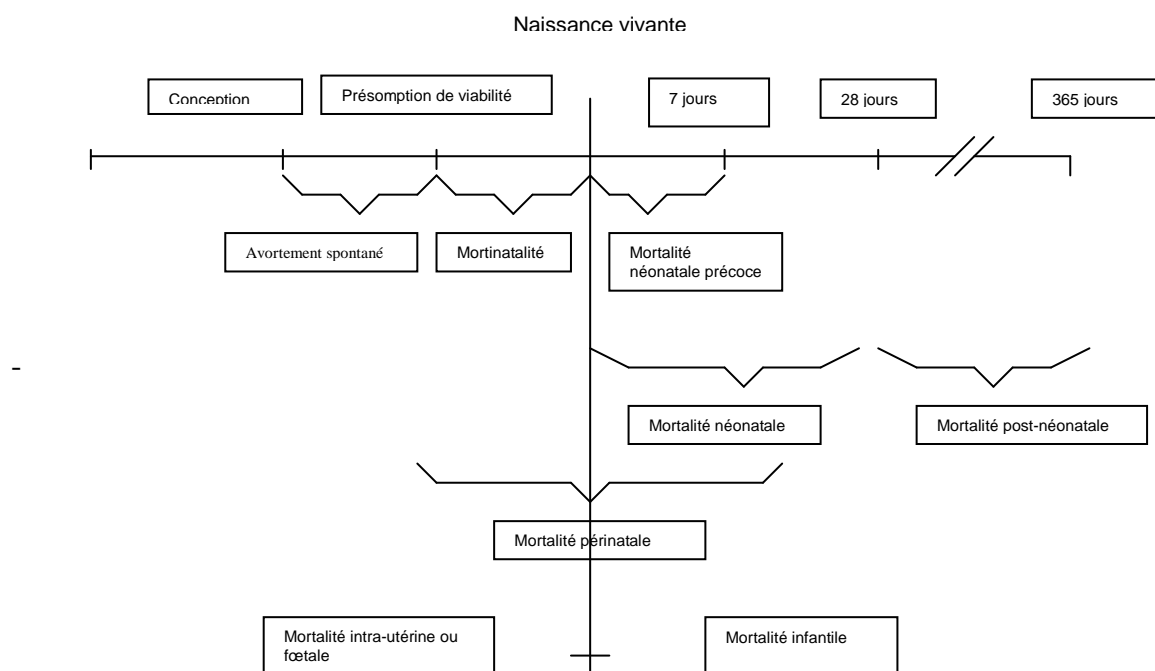 Naissance vivante
Conception
Présomption de viabilité
7 jours
28 jours
365 jours
Avortement spontané
Mortinatalité
Mortalité
néonatale précoce
-
Mortalité néonatale
Mortalité post-néonatale
Mortalité périnatale
Mortalité intra-utérine ou
fœtale
Mortalité infantile